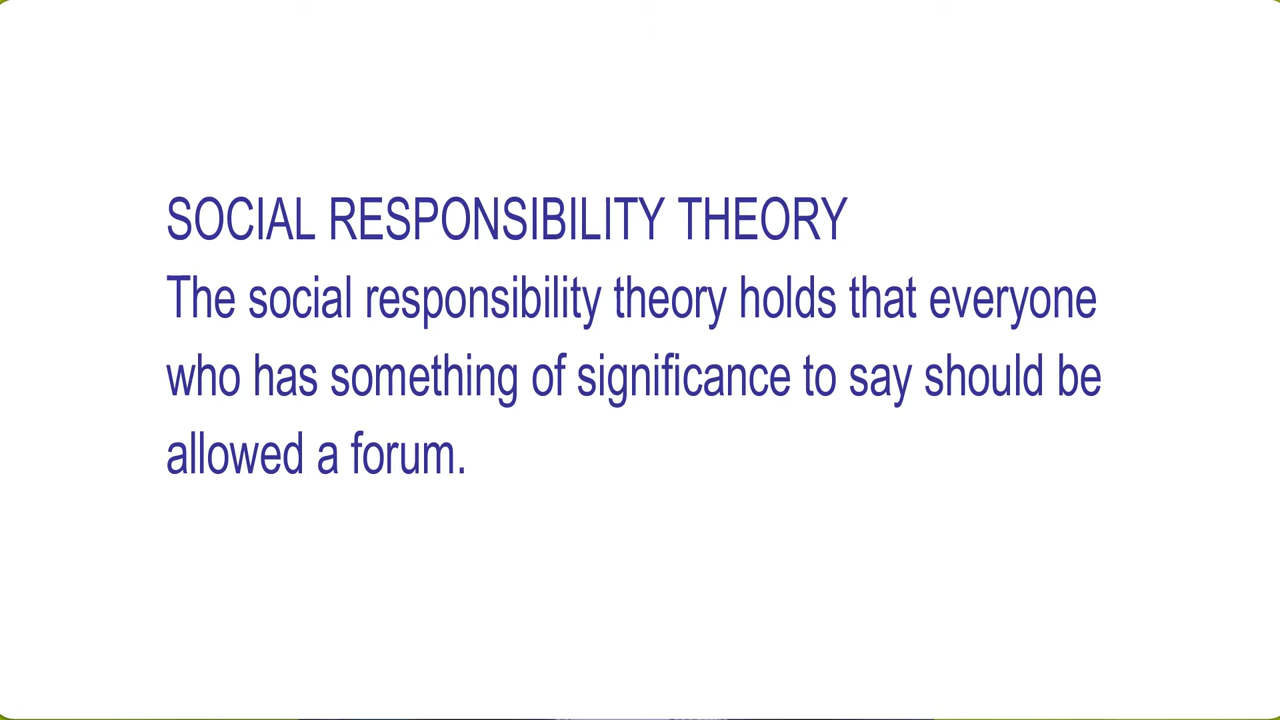 SOCIAL RESPONSIBILITY THEORY
The social responsibility theory holds that everyone
who has something of significance to say should be
allowed a forum.